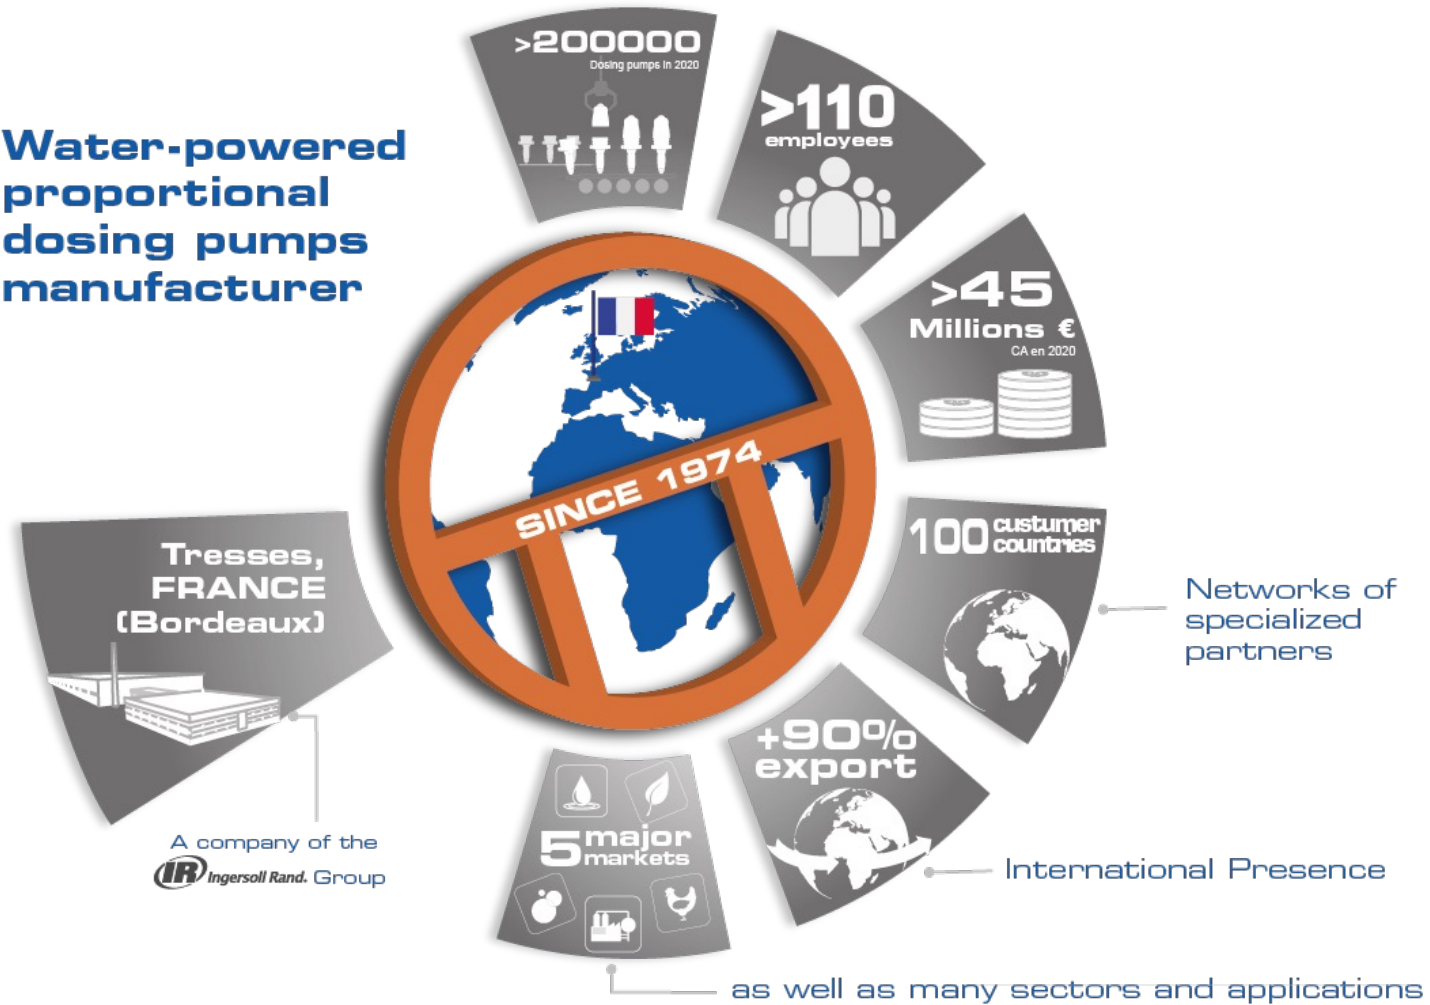 Water-powered
proportional
dosing pumps
manufacturer
>200000
Dosing pumps in 2020
>110
employees
>45
Millions €
CA en 2020
100 custumer
countries
Networks of
specialized
partners
+90%
export
International Presence
5 major
markets
as well as many sectors and applications
Tresses,
FRANCE
(Bordeaux)
A company of the
IR Ingersoll Rand. Group
SINCE 1974